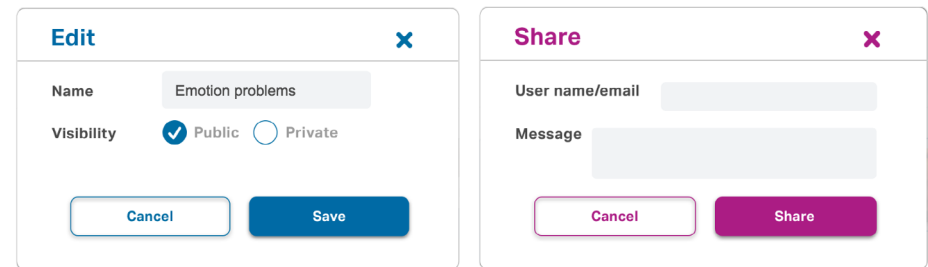 Edit
Name Emotion problems
Visibility Public Private
Cancel Save
Share
User name/email
Message
Cancel Share